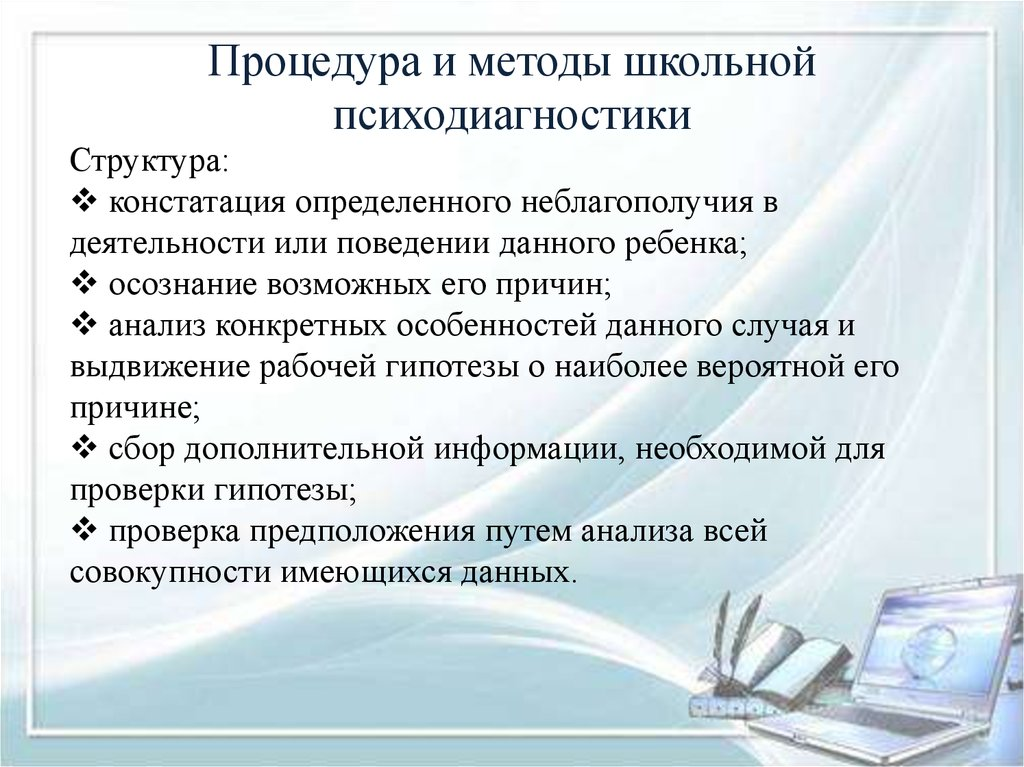 Процедура и методы школьной
психодиагностики
Структура:
❖ констатация определенного неблагополучия в
деятельности или поведении данного ребенка;
❖ осознание возможных его причин;
❖ анализ конкретных особенностей данного случая и
выдвижение рабочей гипотезы о наиболее вероятной его
причине;
❖ сбор дополнительной информации, необходимой для
проверки гипотезы;
❖ проверка предположения путем анализа всей
совокупности имеющихся данных.